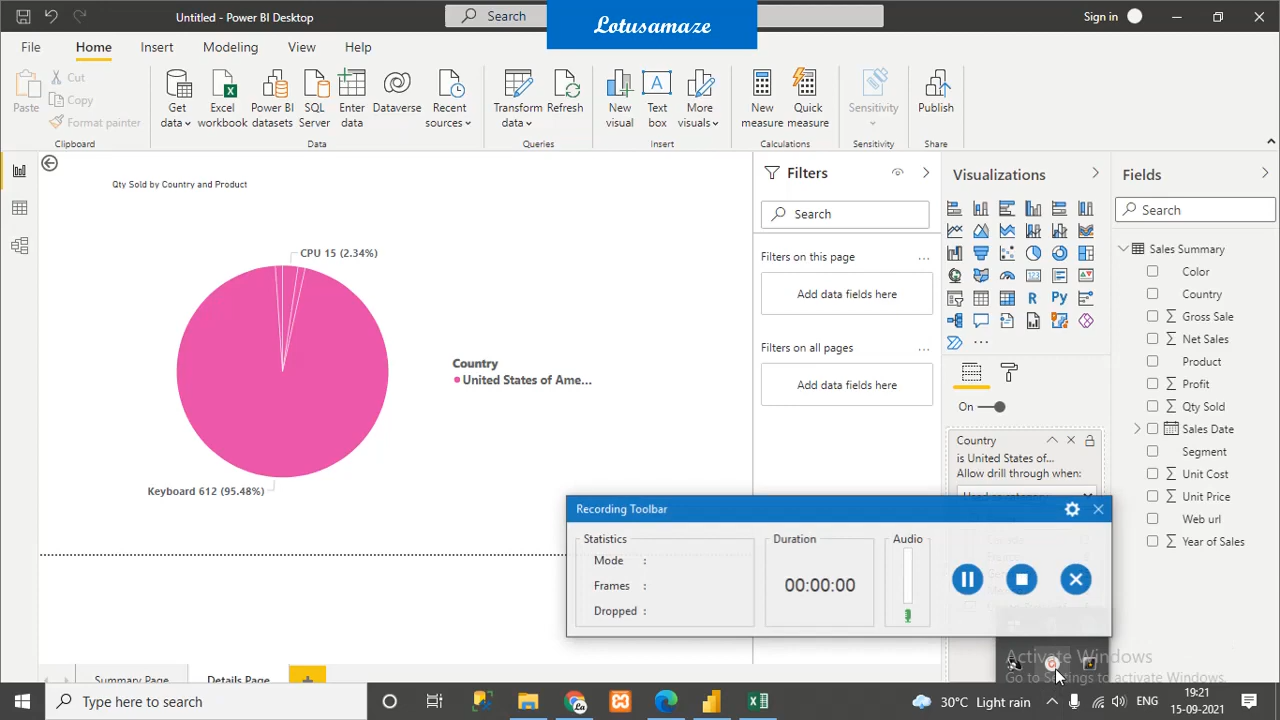 Untitled - Power BI Desktop
Search
Lotusamaze
Sign in
File
Home
Insert
Modeling
View
Help
Paste
Cut
Copy
Format painter
Clipboard
Get data
Excel workbook
Power BI datasets
SQL Server
Enter data
Dataverse
Recent sources
Data
Transform data
Refresh
Queries
New visual
Text box
More visuals
Insert
New measure
Quick measure
Calculations
Sensitivity
Sensitivity
Publish
Share
Qty Sold by Country and Product
CPU 15 (2.34%)
Keyboard 612 (95.48%)
Country
United States of Ame...
Filters
Search
Filters on this page
...
Add data fields here
Filters on all pages
...
Add data fields here
Visualizations
R
Py
123
...
On
Country
is United States of...
Allow drill through when:
Fields
Search
Sales Summary
Color
Country
Gross Sale
Net Sales
Product
Profit
Qty Sold
Sales Date
Segment
Unit Cost
Unit Price
Web url
Year of Sales
Recording Toolbar
Statistics
Mode :
Frames :
Dropped :
Duration
00:00:00
Audio
Activate Windows
Go to Settings to activate Windows.
Summary Page
Details Page
Type here to search
30°C Light rain
ENG
19:21
15-09-2021